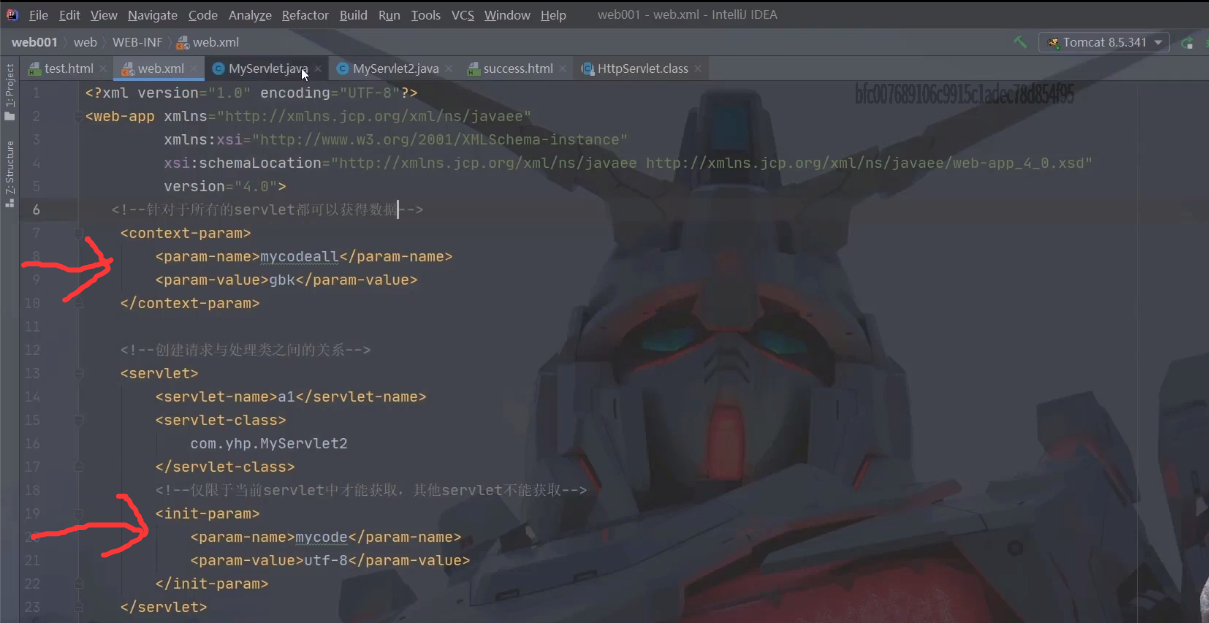 File Edit View Navigate Code Analyze Refactor Build Run Tools VCS Window Help web001 - web.xml - IntelliJ IDEA
web001 web WEB-INF web.xml Tomcat 8.5.341
test.html web.xml MyServlet.java MyServlet2.java success.html HttpServlet.class
1: Project
Z: Structure
1 <?xml version="1.0" encoding="UTF-8"?>
2 <web-app xmlns="http://xmlns.jcp.org/xml/ns/javaee"
3 xmlns:xsi="http://www.w3.org/2001/XMLSchema-instance"
4 xsi:schemaLocation="http://xmlns.jcp.org/xml/ns/javaee http://xmlns.jcp.org/xml/ns/javaee/web-app_4_0.xsd"
5 version="4.0">
6 <!--针对于所有的servlet都可以获得数据-->
7 <context-param>
8 <param-name>mycodeall</param-name>
9 <param-value>gbk</param-value>
10 </context-param>
11
12 <!--创建请求与处理类之间的关系-->
13 <servlet>
14 <servlet-name>a1</servlet-name>
15 <servlet-class>
16 com.yhp.MyServlet2
17 </servlet-class>
18 <!--仅限于当前servlet中才能获取，其他servlet不能获取-->
19 <init-param>
20 <param-name>mycode</param-name>
21 <param-value>utf-8</param-value>
22 </init-param>
23 </servlet>